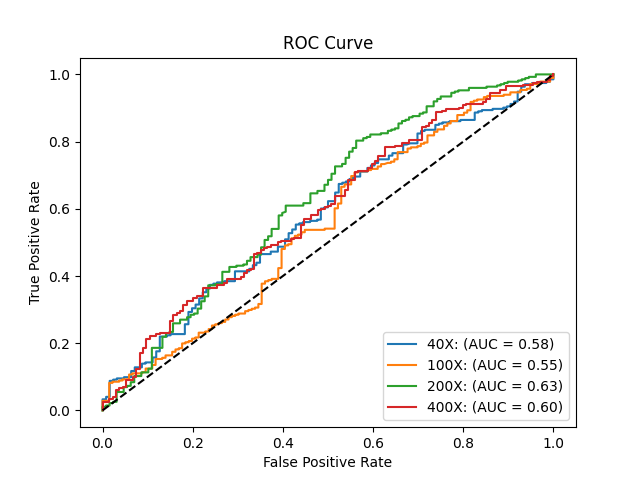 ROC Curve
True Positive Rate
1.0
0.8
0.6
0.4
0.2
0.0
0.0 0.2 0.4 0.6 0.8 1.0
False Positive Rate
40X: (AUC = 0.58)
100X: (AUC = 0.55)
200X: (AUC = 0.63)
400X: (AUC = 0.60)